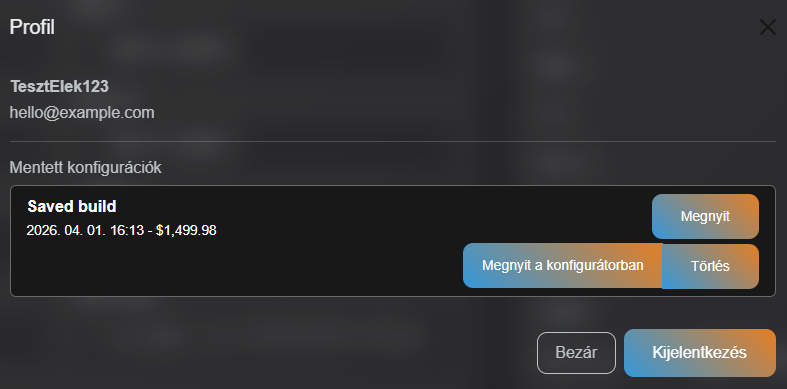 Profil
TesztElek123
hello@example.com
Mentett konfigurációk
Saved build
Megnyit
2026. 04. 01. 16:13 - $1,499.98
Megnyit a konfigurátorban
Törlés
Bezár
Kijelentkezés